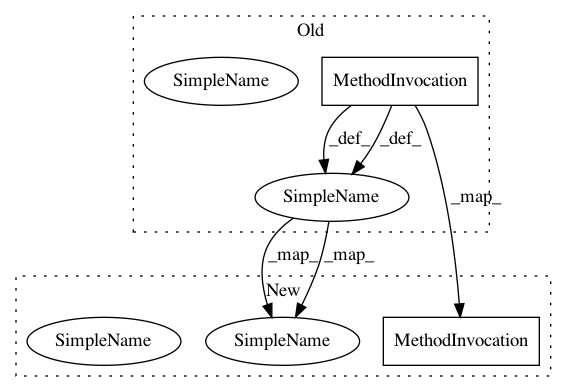 Old
SimpleName
MethodInvocation
_def_
_def_
SimpleName
_map_
_map_
_map_
New
SimpleName
SimpleName
MethodInvocation